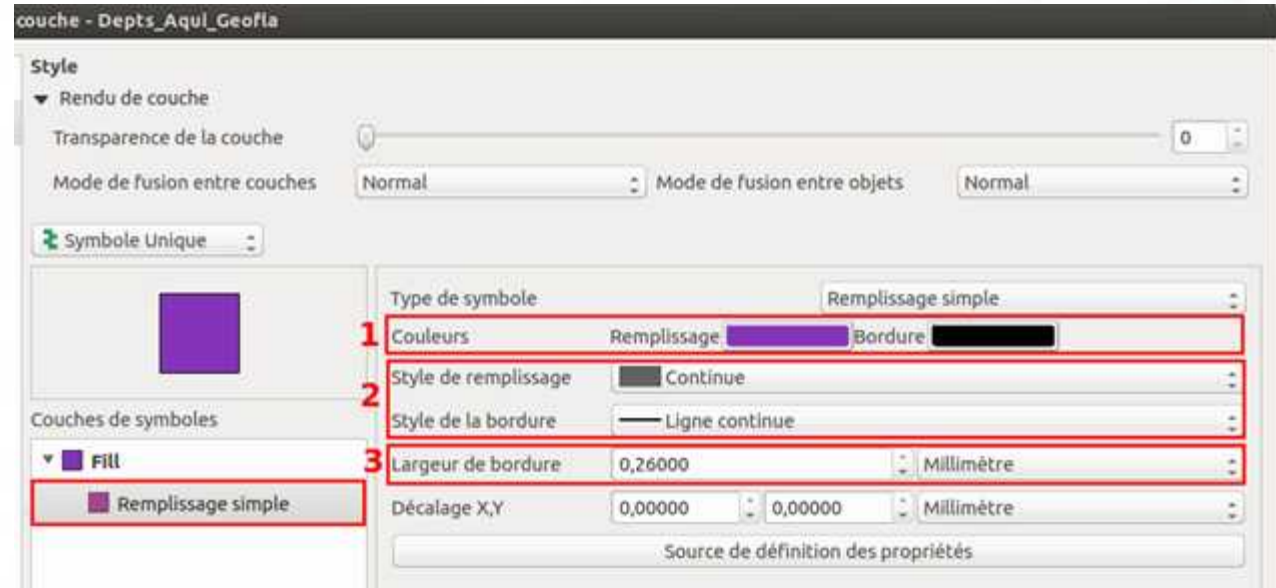 couche - Depts_Aqui_Geofla
Style
Rendu de couche
Transparence de la couche 0
Mode de fusion entre couches Normal Mode de fusion entre objets Normal
Symbole Unique
Type de symbole Remplissage simple
1 Couleurs Remplissage Bordure
2
Style de remplissage Continue
Style de la bordure Ligne continue
Couches de symboles
Fill
3 Largeur de bordure 0,26000 Millimètre
Remplissage simple
Décalage X,Y 0,00000 0,00000 Millimètre
Source de définition des propriétés